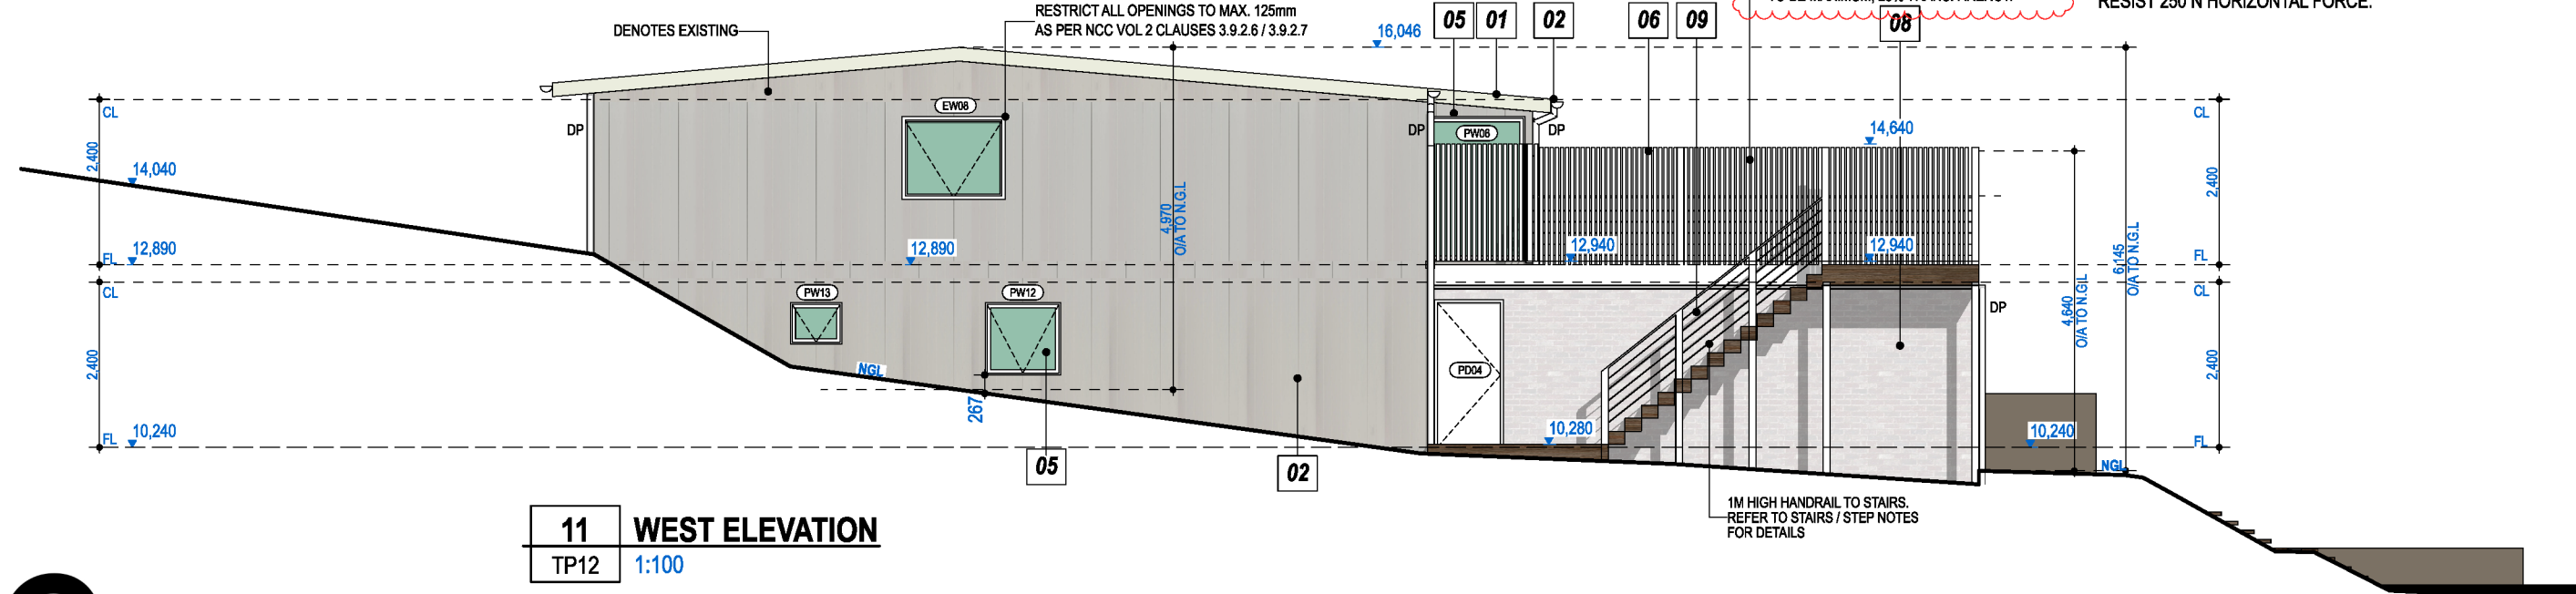 RESTRICT ALL OPENINGS TO MAX. 125mm
AS PER NCC VOL 2 CLAUSES 3.9.2.6 / 3.9.2.7
DENOTES EXISTING
16,046
05
01
02
06
09
08
RESIST 250 N HORIZONTAL FORCE.
CL
EW08
DP
DP
PW06
DP
14,640
CL
2,400
14,040
4,970
O/A TO N.G.L
2,400
FL
12,890
12,890
12,940
12,940
FL
6,145
O/A TO N.G.L
CL
PW13
PW12
CL
DP
4,640
O/A TO N.GL
2,400
NGL
PD04
2,400
267
FL
10,240
10,280
10,240
FL
NGL
05
02
1M HIGH HANDRAIL TO STAIRS.
REFER TO STAIRS / STEP NOTES
FOR DETAILS
11
WEST ELEVATION
TP12
1:100